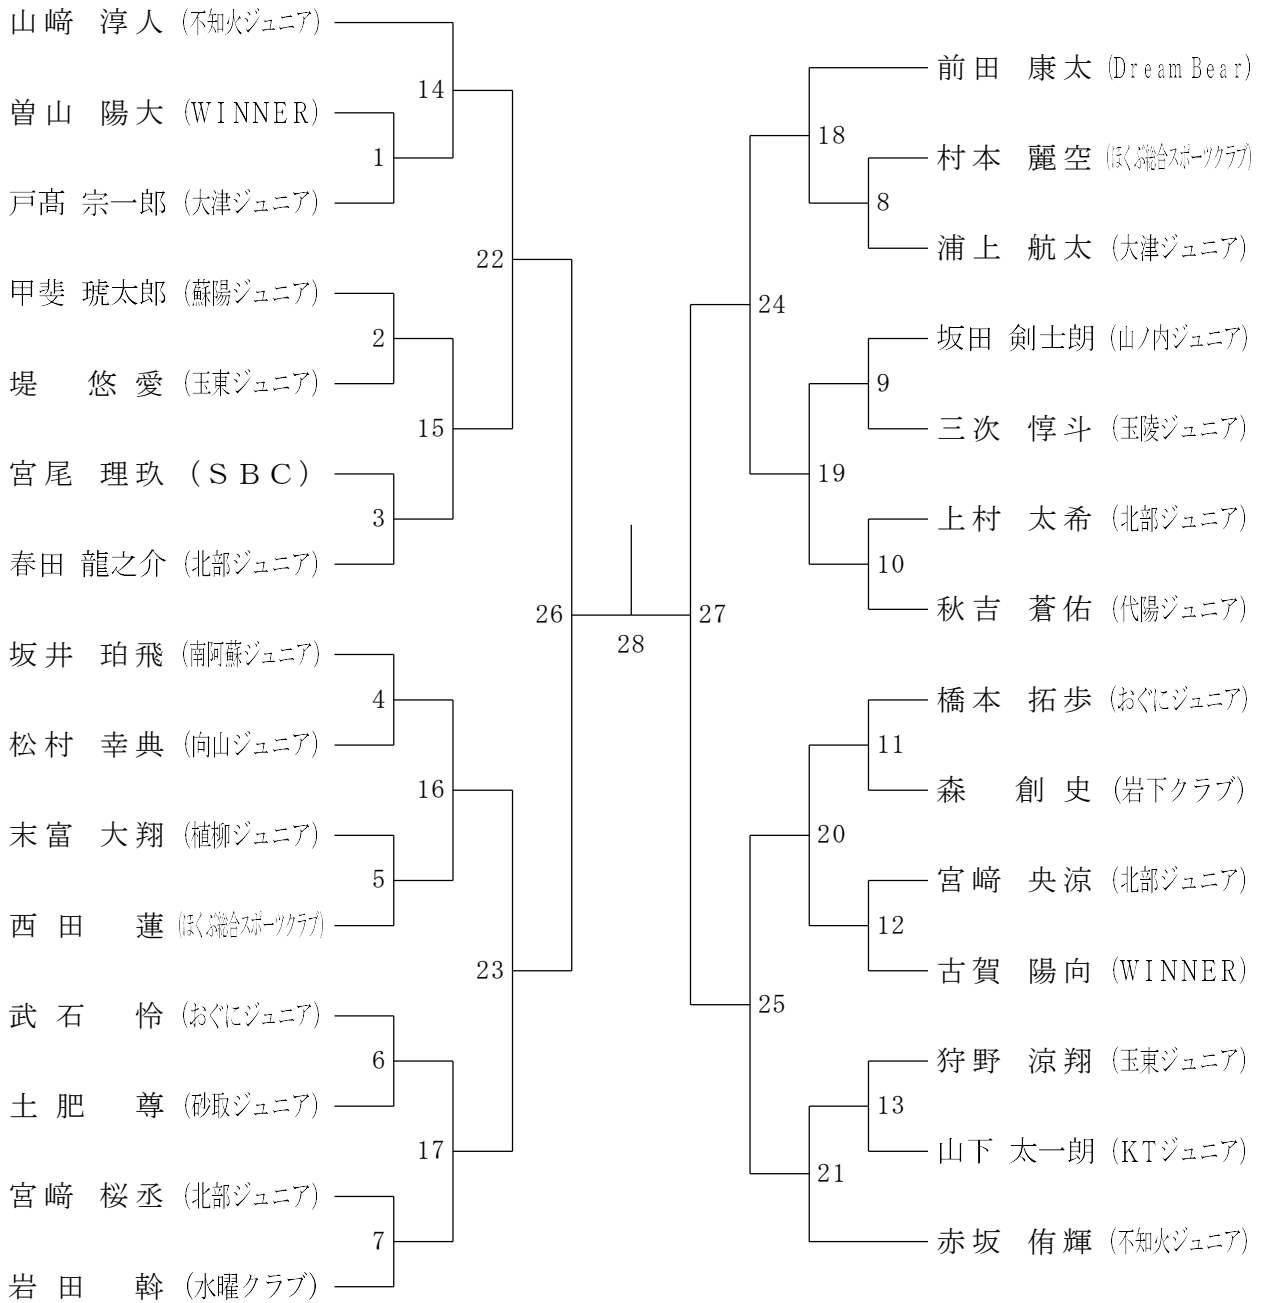 山﨑 淳人 (不知火ジュニア)
曽山 陽大 (WINNER)
戸髙 宗一郎 (大津ジュニア)
甲斐 琥太郎 (蘇陽ジュニア)
堤 悠愛 (玉東ジュニア)
宮尾 理玖 (SBC)
春田 龍之介 (北部ジュニア)
坂井 珀飛 (南阿蘇ジュニア)
松村 幸典 (向山ジュニア)
末富 大翔 (植柳ジュニア)
西田 蓮 (ほくぶ総合スポーツクラブ)
武石 怜 (おぐにジュニア)
土肥 尊 (砂取ジュニア)
宮﨑 桜丞 (北部ジュニア)
岩田 幹 (水曜クラブ)
1
2
3
4
5
6
7
14
15
16
17
22
23
26
28
27
24
25
18
19
20
21
8
9
10
11
12
13
前田 康太 (Dream Bear)
村本 麗空 (ほくぶ総合スポーツクラブ)
浦上 航太 (大津ジュニア)
坂田 剣士朗 (山ノ内ジュニア)
三次 惇斗 (玉陵ジュニア)
上村 太希 (北部ジュニア)
秋吉 蒼佑 (代陽ジュニア)
橋本 拓歩 (おぐにジュニア)
森 創史 (岩下クラブ)
宮﨑 央涼 (北部ジュニア)
古賀 陽向 (WINNER)
狩野 涼翔 (玉東ジュニア)
山下 太一朗 (KTジュニア)
赤坂 侑輝 (不知火ジュニア)